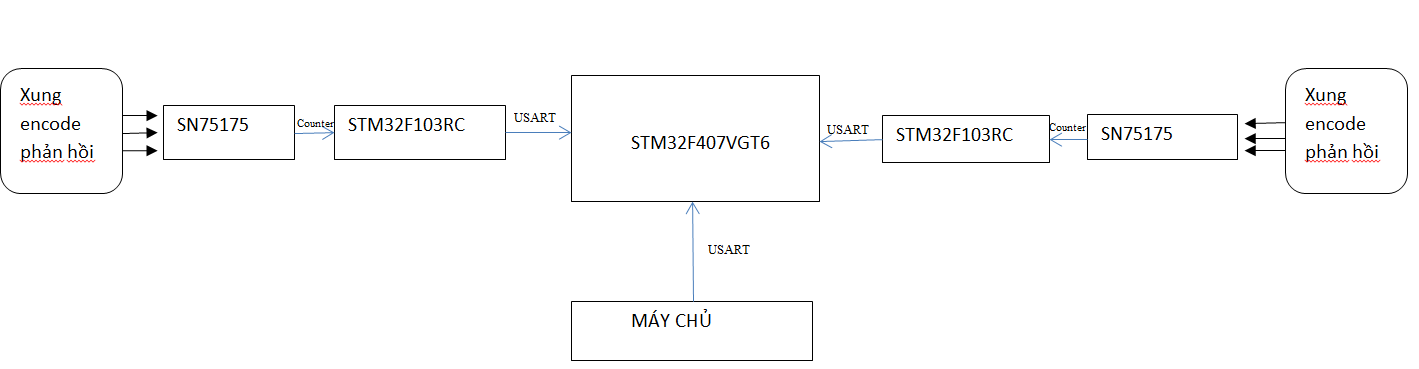 Xung
encode
phản hồi
SN75175
Counter
STM32F103RC
USART
STM32F407VGT6
USART
STM32F103RC
Counter
SN75175
Xung
encode
phản hồi
USART
MÁY CHỦ